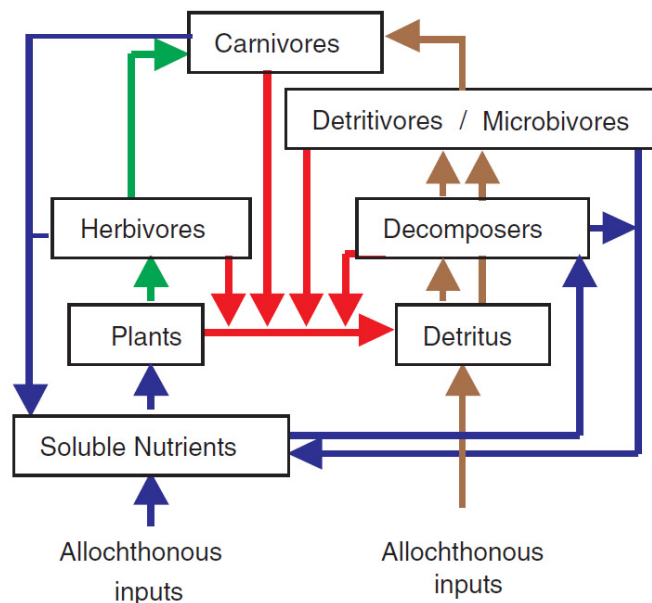 Carnivores
Detritivores / Microbivores
Herbivores
Decomposers
Plants
Detritus
Soluble Nutrients
Allochthonous
inputs
Allochthonous
inputs